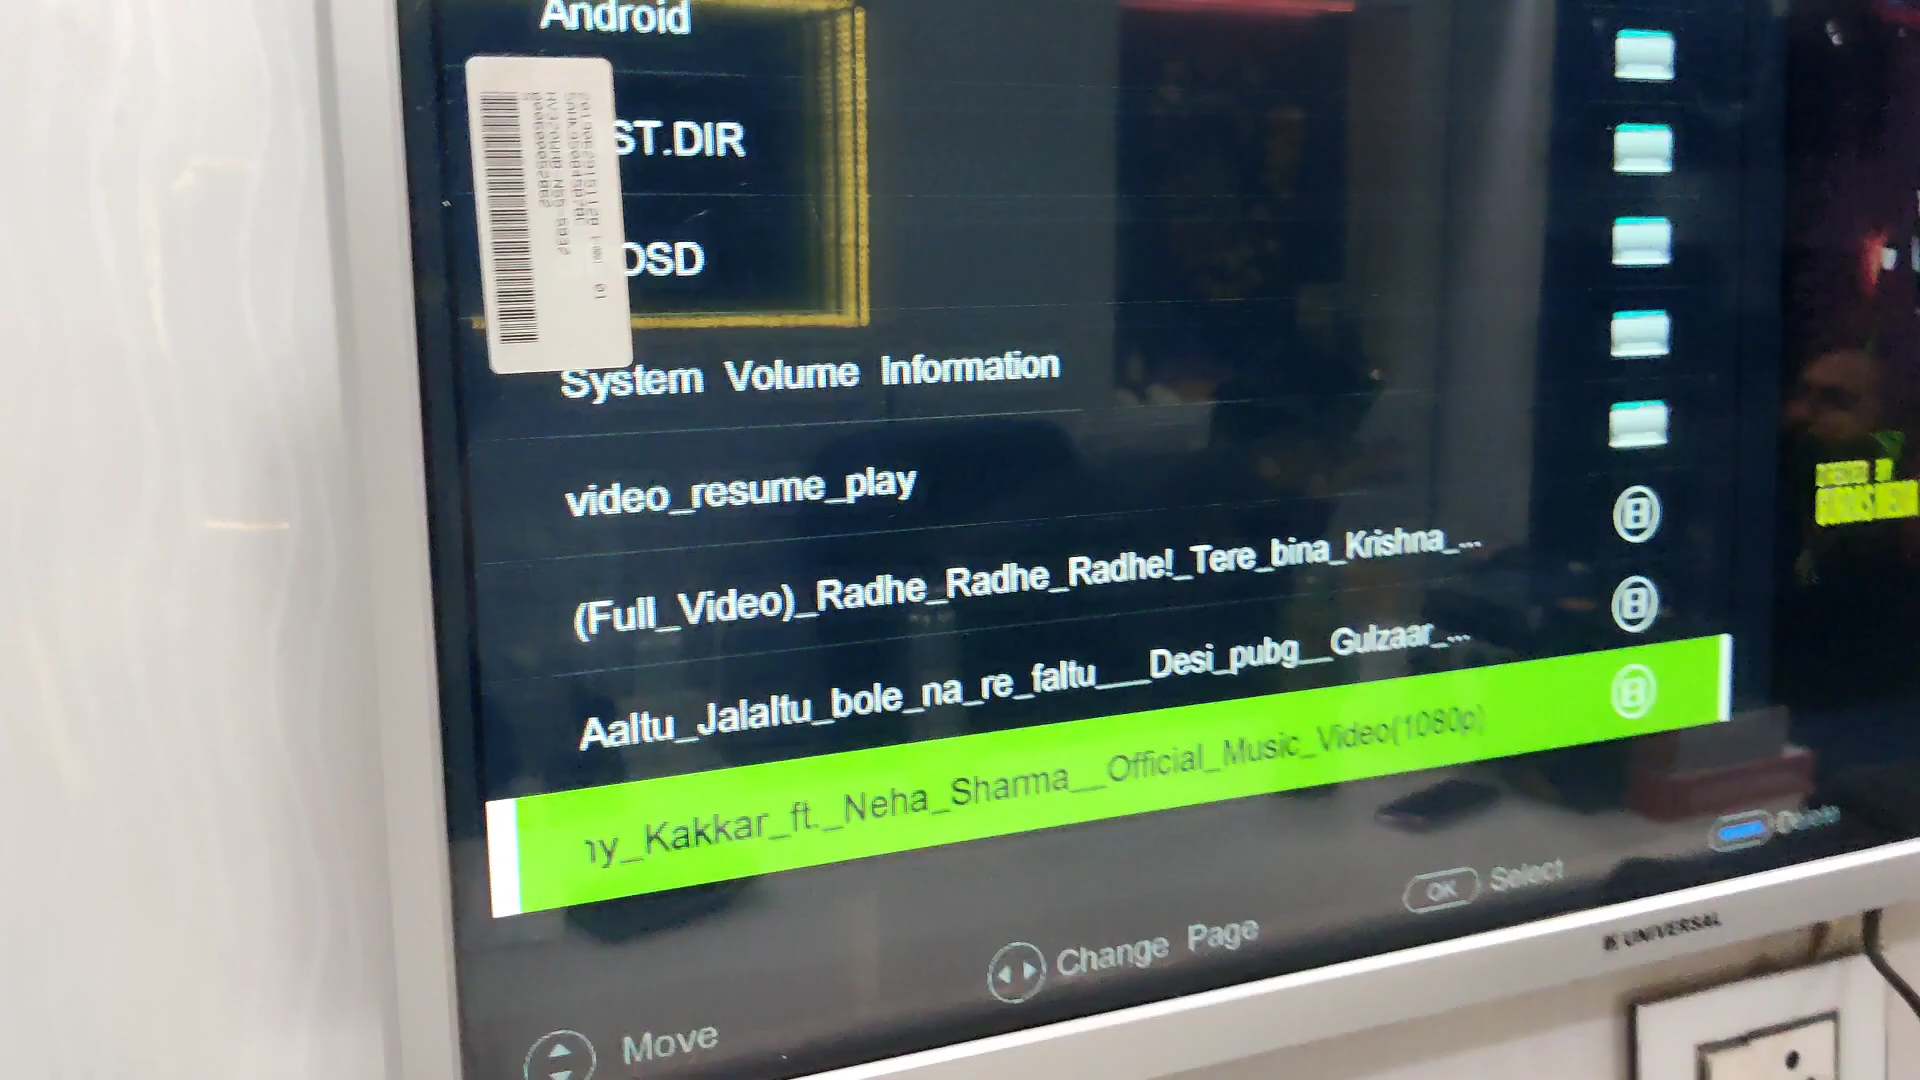 Android
ST.DIR
OSD
System Volume Information
video_resume_play
(Full_Video)_Radhe_Radhe_Radhe!_Tere_bina_Krishna_...
Aaltu_Jalaltu_bole_na_re_faltu___Desi_pubg__Gulzaar_...
ny_Kakkar_ft._Neha_Sharma__Official_Music_Video(1080p)
Delete
OK Select
Change Page
Move
UNIVERSAL